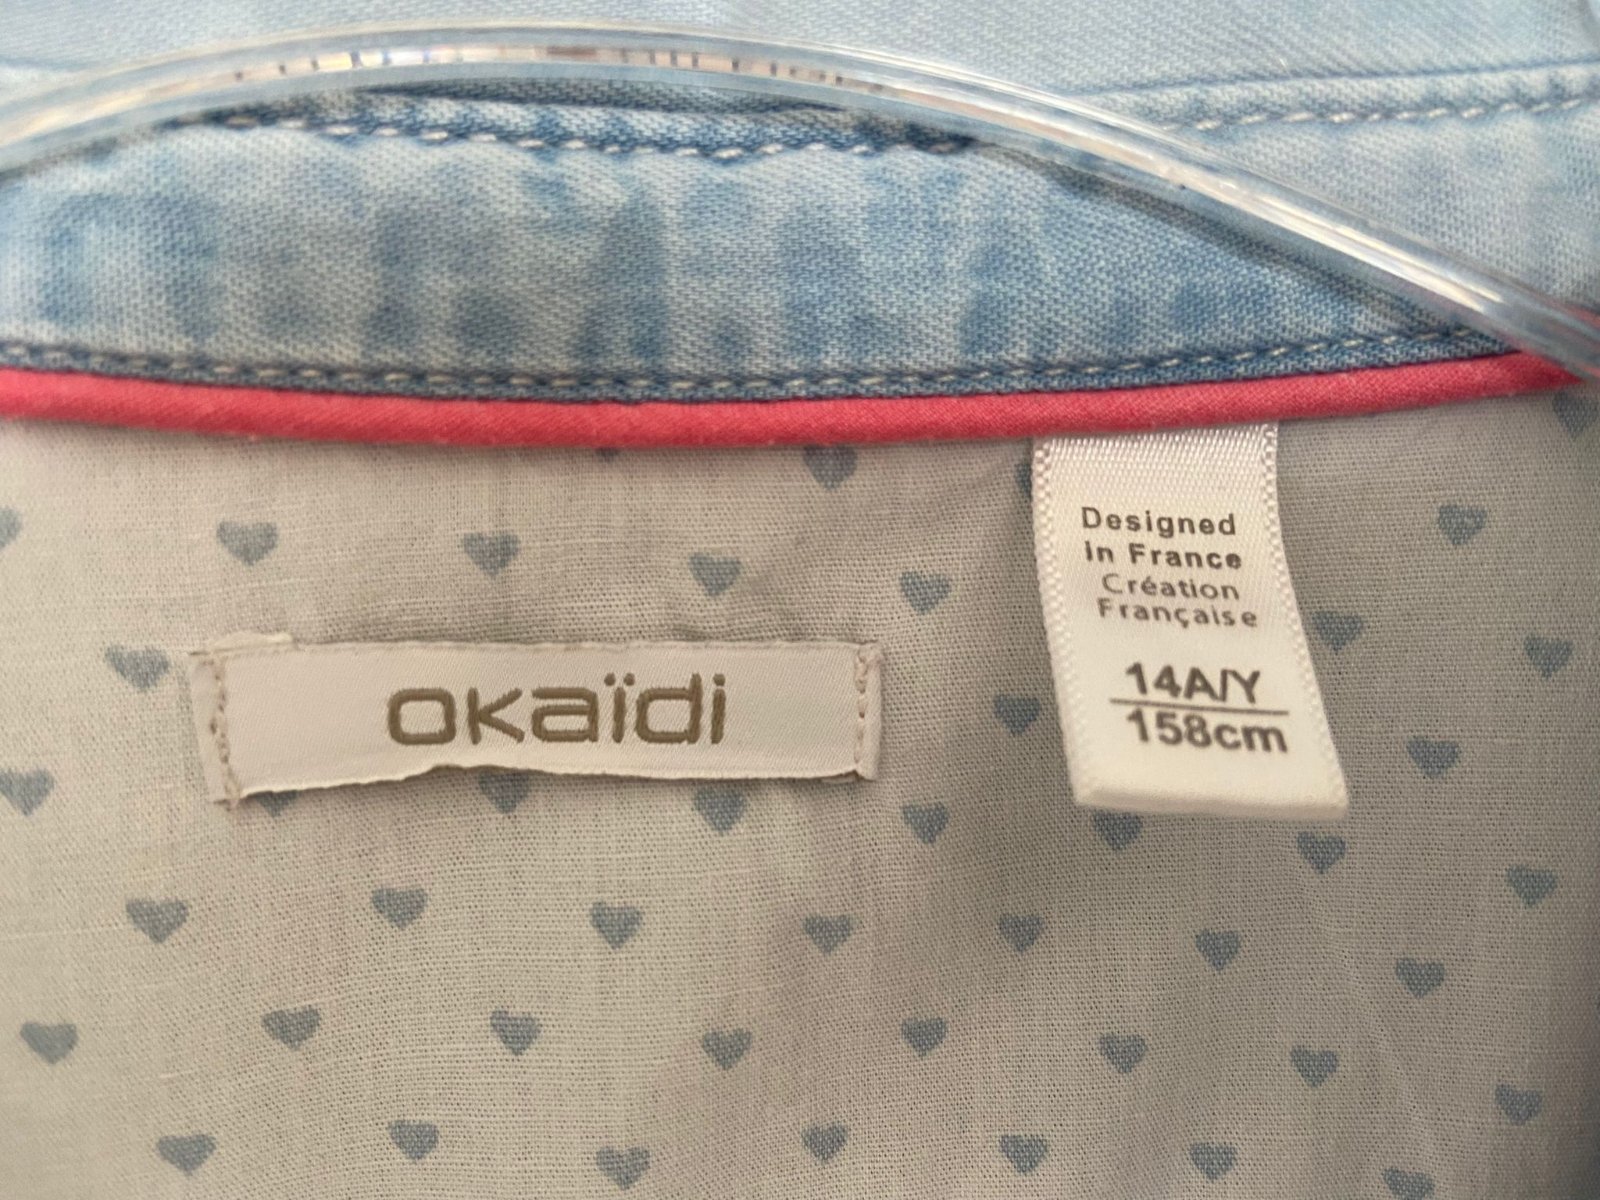 Designed
in France
Création
Française
okaïdi
14A/Y
158cm